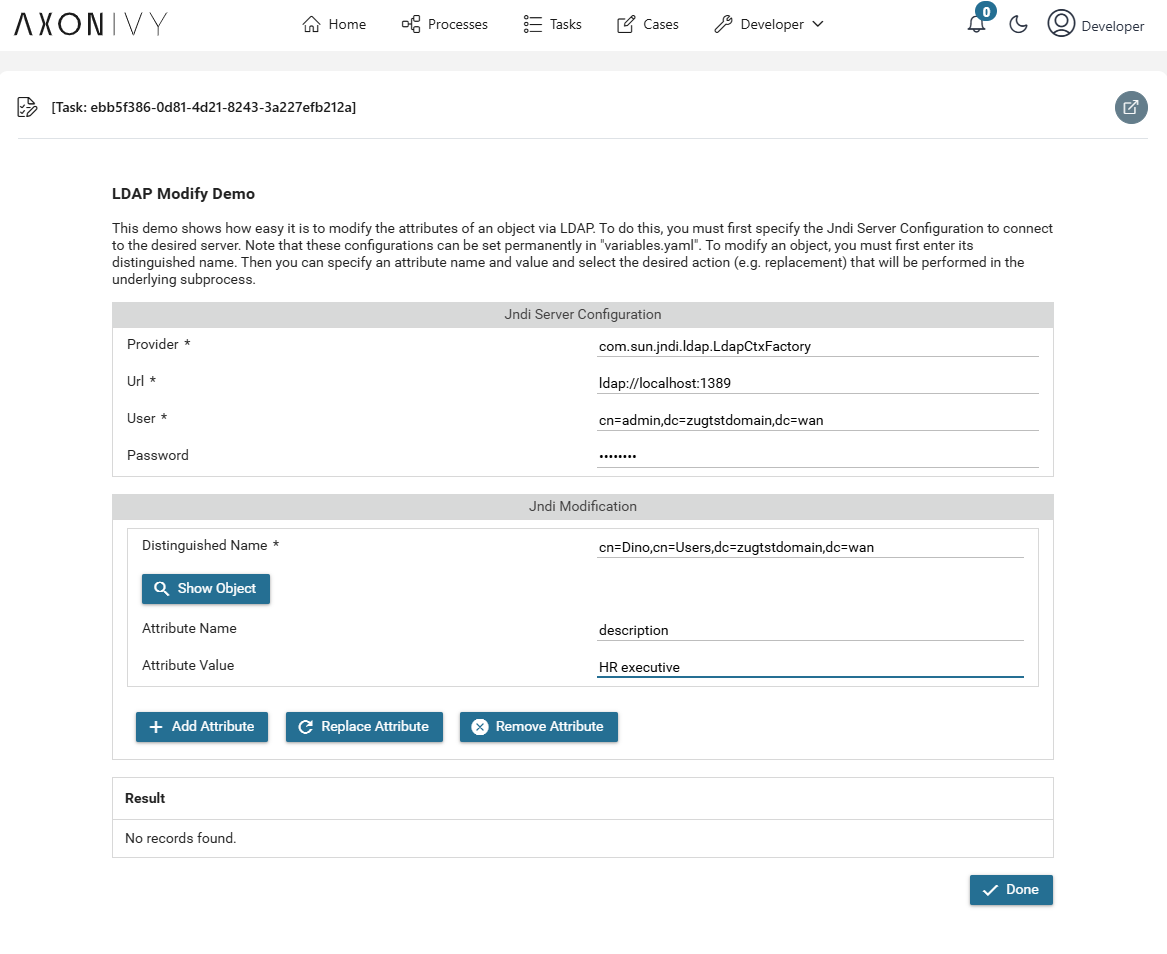 AXONIVY
Home
Processes
Tasks
Cases
Developer
0
Developer
[Task: ebb5f386-0d81-4d21-8243-3a227efb212a]
LDAP Modify Demo
This demo shows how easy it is to modify the attributes of an object via LDAP. To do this, you must first specify the Jndi Server Configuration to connect
to the desired server. Note that these configurations can be set permanently in "variables.yaml". To modify an object, you must first enter its
distinguished name. Then you can specify an attribute name and value and select the desired action (e.g. replacement) that will be performed in the
underlying subprocess.
Jndi Server Configuration
Provider *
com.sun.jndi.ldap.LdapCtxFactory
Url *
ldap://localhost:1389
User *
cn=admin,dc=zugtstdomain,dc=wan
Password
••••••••
Jndi Modification
Distinguished Name *
cn=Dino,cn=Users,dc=zugtstdomain,dc=wan
Show Object
Attribute Name
description
Attribute Value
HR executive
Add Attribute
Replace Attribute
Remove Attribute
Result
No records found.
Done